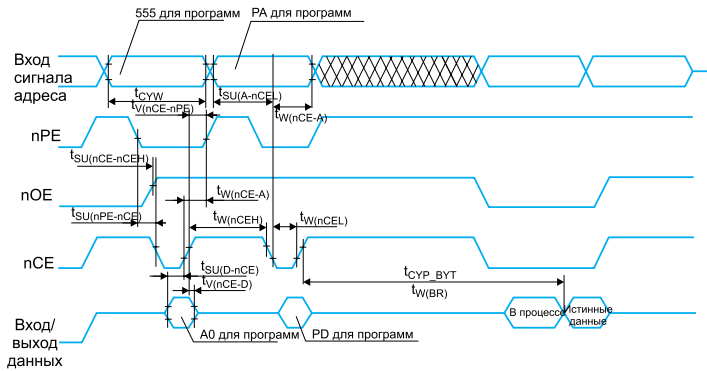 555 для программ
PA для программ
Вход
сигнала
адреса
tCYW
tSU(A-nCEL)
tV(nCE-nPE)
tW(nCE-A)
nPE
tSU(nCE-nCEH)
nOE
tW(nCE-A)
tSU(nPE-nCE)
tW(nCEH)
tW(nCEL)
nCE
tSU(D-nCE)
tCYP_BYT
tV(nCE-D)
tW(BR)
Вход/
выход
данных
A0 для программ
PD для программ
В процессе
Истинные
данные